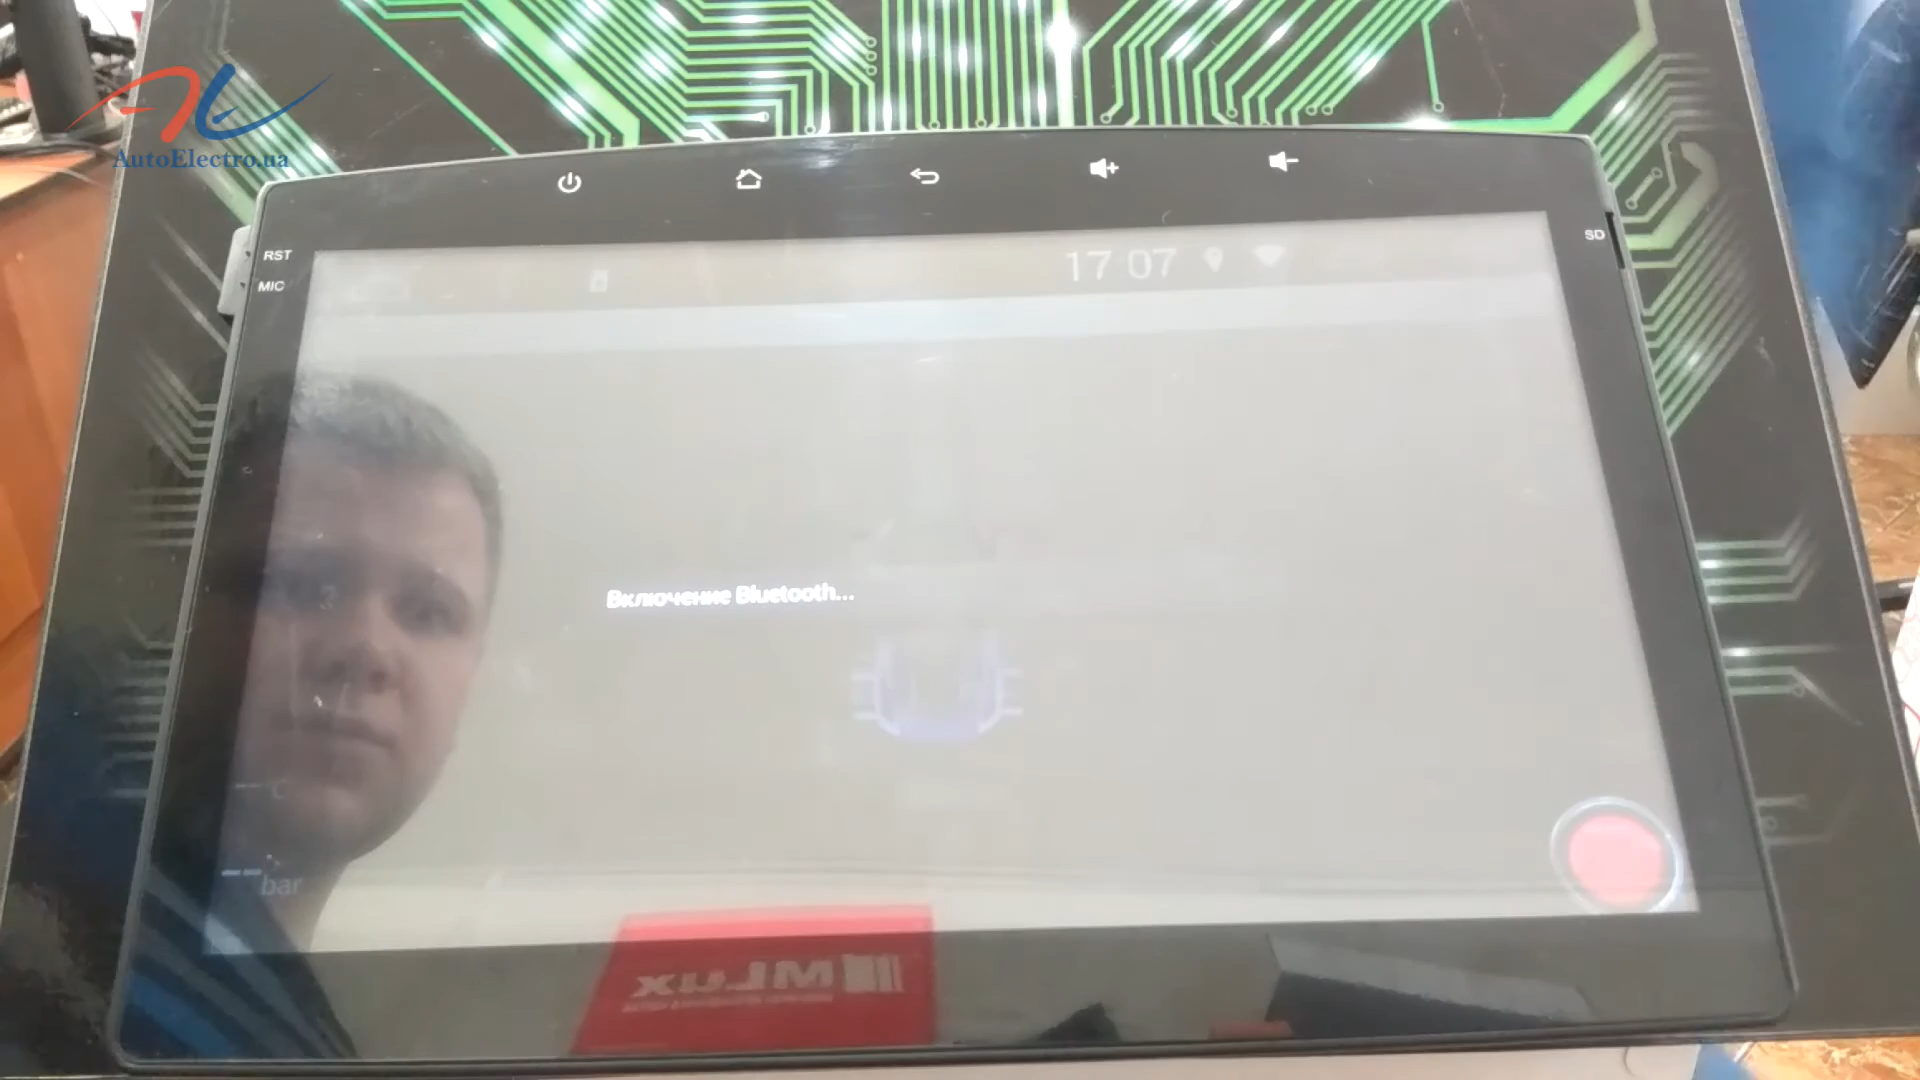 AutoElectro.ua
RST
MIC
SD
17 07
Включение Bluetooth...
C
bar
MLux